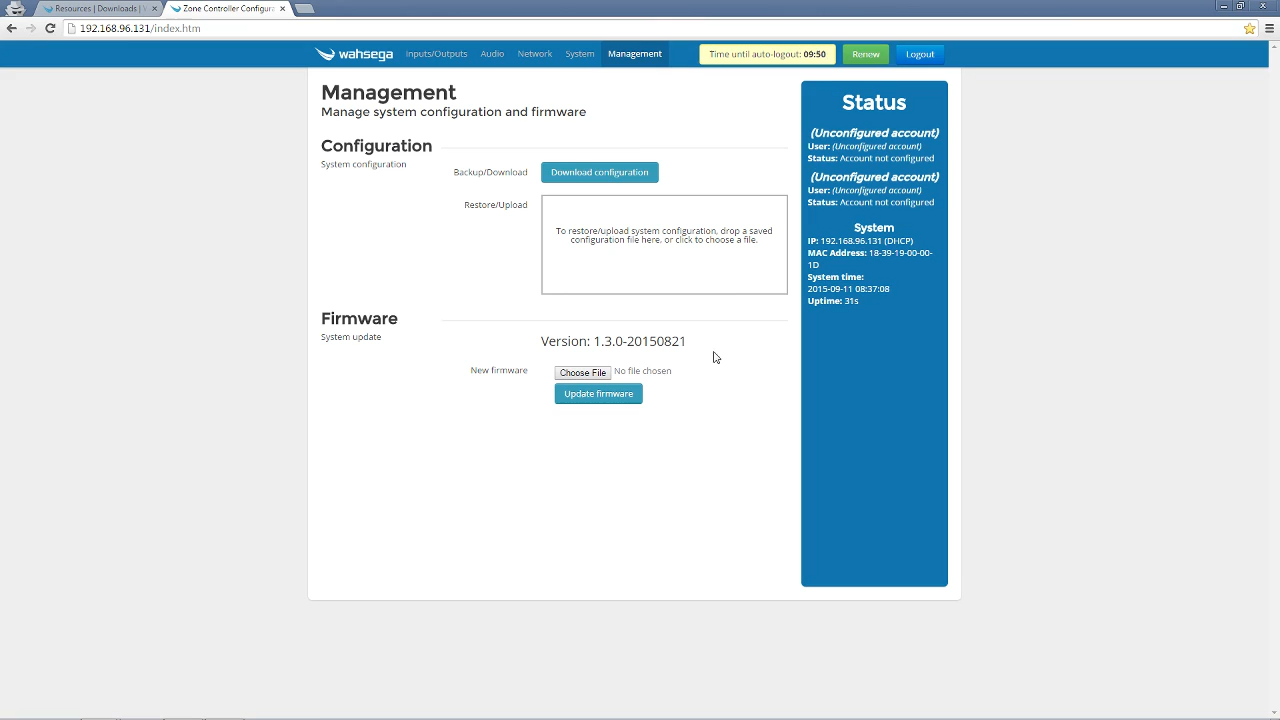 Resources | Downloads |
Zone Controller Configura
192.168.96.131/index.htm
wahsega
Inputs/Outputs
Audio
Network
System
Management
Time until auto-logout: 09:50
Renew
Logout
Management
Manage system configuration and firmware
Configuration
System configuration
Backup/Download
Download configuration
Restore/Upload
To restore/upload system configuration, drop a saved
configuration file here, or click to choose a file.
Firmware
System update
Version: 1.3.0-20150821
New firmware
Choose File No file chosen
Update firmware
Status
(Unconfigured account)
User: (Unconfigured account)
Status: Account not configured
(Unconfigured account)
User: (Unconfigured account)
Status: Account not configured
System
IP: 192.168.96.131 (DHCP)
MAC Address: 18-39-19-00-00-
1D
System time:
2015-09-11 08:37:08
Uptime: 31s